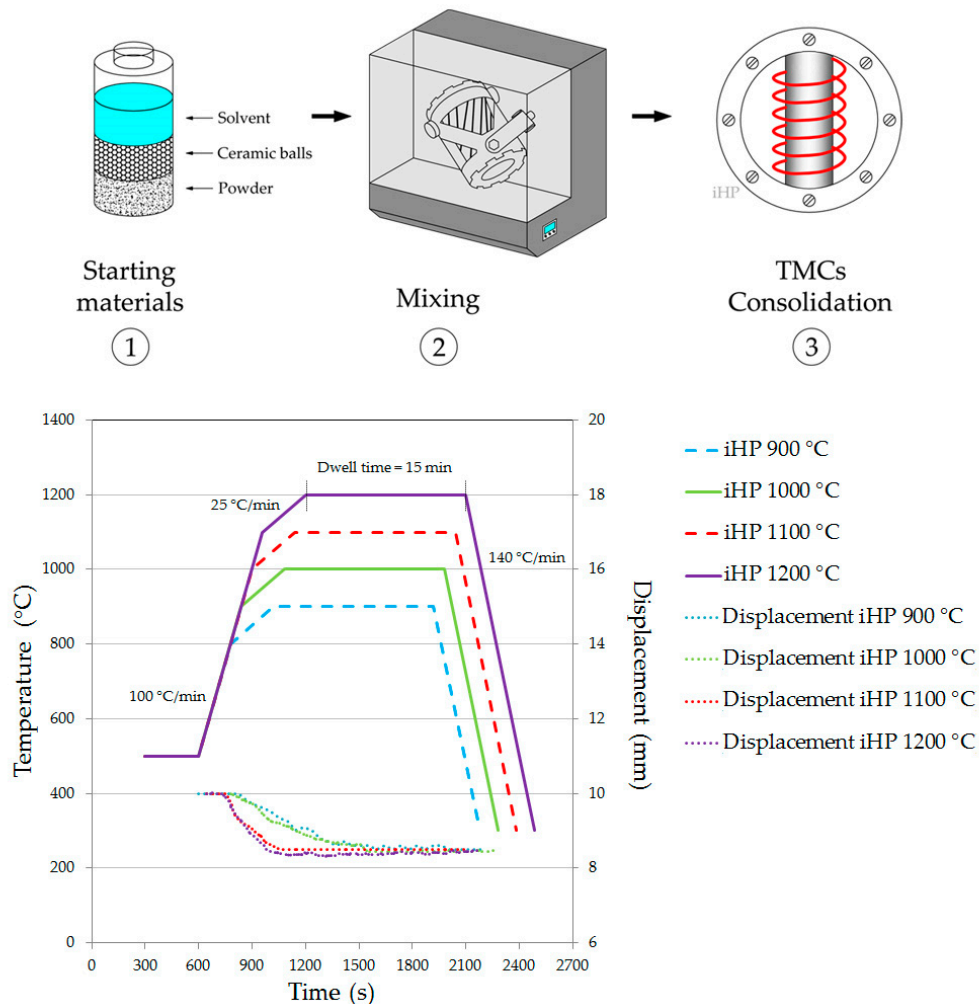 Solvent
Ceramic balls
Powder
iHP
Starting
materials
1
Mixing
2
TMCs
Consolidation
3
1400
1200
1000
800
600
400
200
0
Temperature (°C)
20
18
16
14
12
10
8
6
Displacement (mm)
Dwell time = 15 min
25 °C/min
140 °C/min
100 °C/min
0 300 600 900 1200 1500 1800 2100 2400 2700
Time (s)
iHP 900 °C
iHP 1000 °C
iHP 1100 °C
iHP 1200 °C
Displacement iHP 900 °C
Displacement iHP 1000 °C
Displacement iHP 1100 °C
Displacement iHP 1200 °C